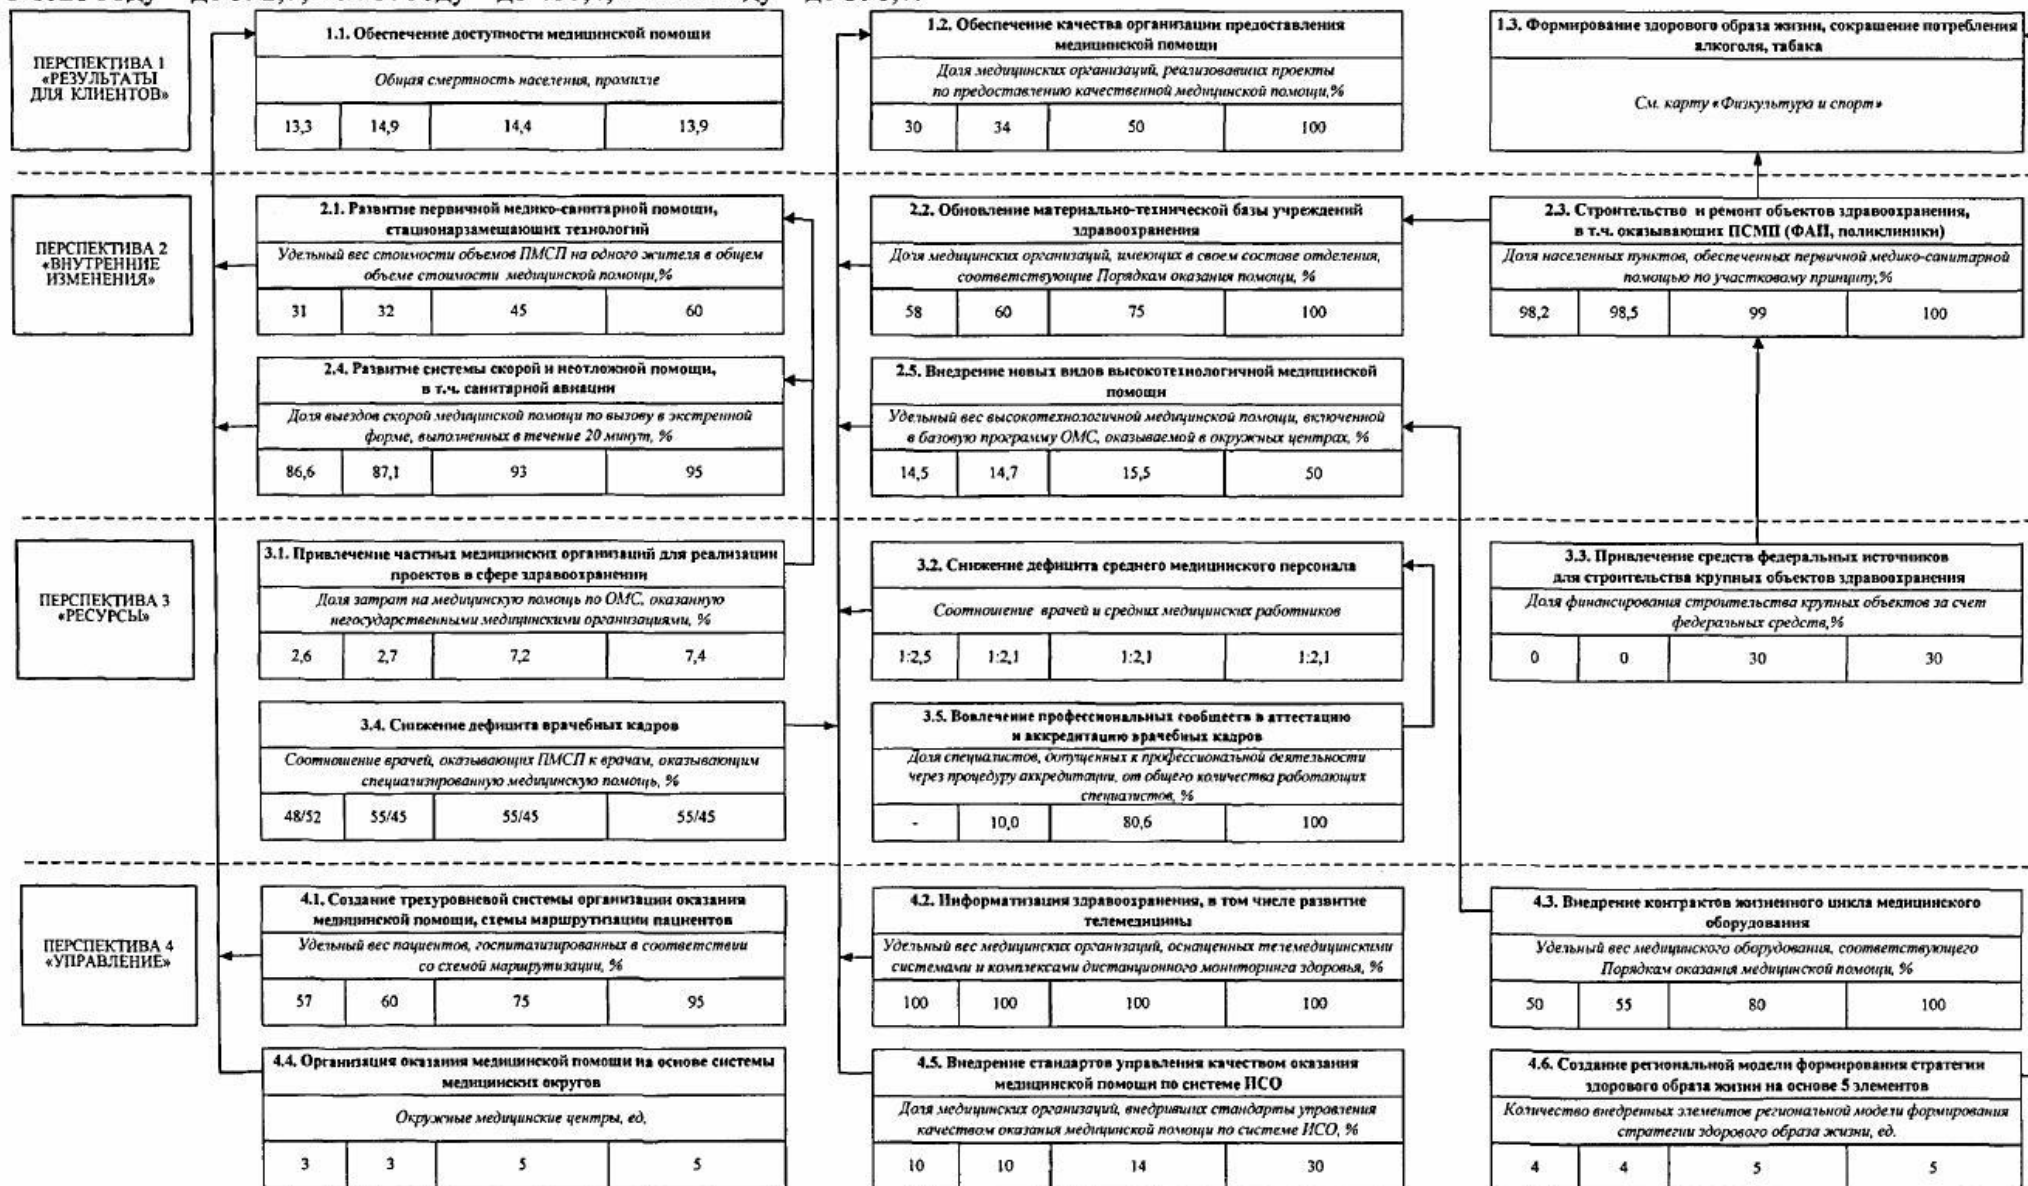 ПЕРСПЕКТИВА 1
«РЕЗУЛЬТАТЫ
ДЛЯ КЛИЕНТОВ»
1.1. Обеспечение доступности медицинской помощи
Общая смертность населения, промилле
13,3 14,9 14,4 13,9
1.2. Обеспечение качества организации предоставления
медицинской помощи
Доля медицинских организаций, реализовавших проекты
по предоставлению качественной медицинской помощи,%
30 34 50 100
1.3. Формирование здорового образа жизни, сокращение потребления
алкоголя, табака
См. карту «Физкультура и спорт»
ПЕРСПЕКТИВА 2
«ВНУТРЕННИЕ
ИЗМЕНЕНИЯ»
2.1. Развитие первичной медико-санитарной помощи,
стационарзамещающих технологий
Удельный вес стоимости объемов ПМСП на одного жителя в общем
объеме стоимости медицинской помощи,%
31 32 45 60
2.2. Обновление материально-технической базы учреждений
здравоохранения
Доля медицинских организаций, имеющих в своем составе отделения,
соответствующие Порядкам оказания помощи, %
58 60 75 100
2.3. Строительство и ремонт объектов здравоохранения,
в т.ч. оказывающих ПСМП (ФАП, поликлиники)
Доля населенных пунктов, обеспеченных первичной медико-санитарной
помощью по участковому принципу,%
98,2 98,5 99 100
2.4. Развитие системы скорой и неотложной помощи,
в т.ч. санитарной авиации
Доля выездов скорой медицинской помощи по вызову в экстренной
форме, выполненных в течение 20 минут, %
86,6 87,1 93 95
2.5. Внедрение новых видов высокотехнологичной медицинской
помощи
Удельный вес высокотехнологичной медицинской помощи, включенной
в базовую программу ОМС, оказываемой в окружных центрах, %
14,5 14,7 15,5 50
ПЕРСПЕКТИВА 3
«РЕСУРСЫ»
3.1. Привлечение частных медицинских организаций для реализации
проектов в сфере здравоохранении
Доля затрат на медицинскую помощь по ОМС, оказанную
негосударственными медицинскими организациями, %
2,6 2,7 7,2 7,4
3.2. Снижение дефицита среднего медицинского персонала
Соотношение врачей и средних медицинских работников
1:2,5 1:2,1 1:2,1 1:2,1
3.3. Привлечение средств федеральных источников
для строительства крупных объектов здравоохранения
Доля финансирования строительства крупных объектов за счет
федеральных средств,%
0 0 30 30
3.4. Снижение дефицита врачебных кадров
Соотношение врачей, оказывающих ПМСП к врачам, оказывающим
специализированную медицинскую помощь, %
48/52 55/45 55/45 55/45
3.5. Вовлечение профессиональных сообществ в аттестацию
и аккредитацию врачебных кадров
Доля специалистов, допущенных к профессиональной деятельности
через процедуру аккредитации, от общего количества работающих
специалистов, %
- 10,0 80,6 100
ПЕРСПЕКТИВА 4
«УПРАВЛЕНИЕ»
4.1. Создание трехуровневой системы организации оказания
медицинской помощи, схемы маршрутизации пациентов
Удельный вес пациентов, госпитализированных в соответствии
со схемой маршрутизации, %
57 60 75 95
4.2. Информатизация здравоохранения, в том числе развитие
телемедицины
Удельный вес медицинских организаций, оснащенных телемедицинскими
системами и комплексами дистанционного мониторинга здоровья, %
100 100 100 100
4.3. Внедрение контрактов жизненного цикла медицинского
оборудования
Удельный вес медицинского оборудования, соответствующего
Порядкам оказания медицинской помощи, %
50 55 80 100
4.4. Организация оказания медицинской помощи на основе системы
медицинских округов
Окружные медицинские центры, ед.
3 3 5 5
4.5. Внедрение стандартов управления качеством оказания
медицинской помощи по системе ИСО
Доля медицинских организаций, внедривших стандарты управления
качеством оказания медицинской помощи по системе ИСО, %
10 10 14 30
4.6. Создание региональной модели формирования стратегии
здорового образа жизни на основе 5 элементов
Количество внедренных элементов региональной модели формирования
стратегии здорового образа жизни, ед.
4 4 5 5